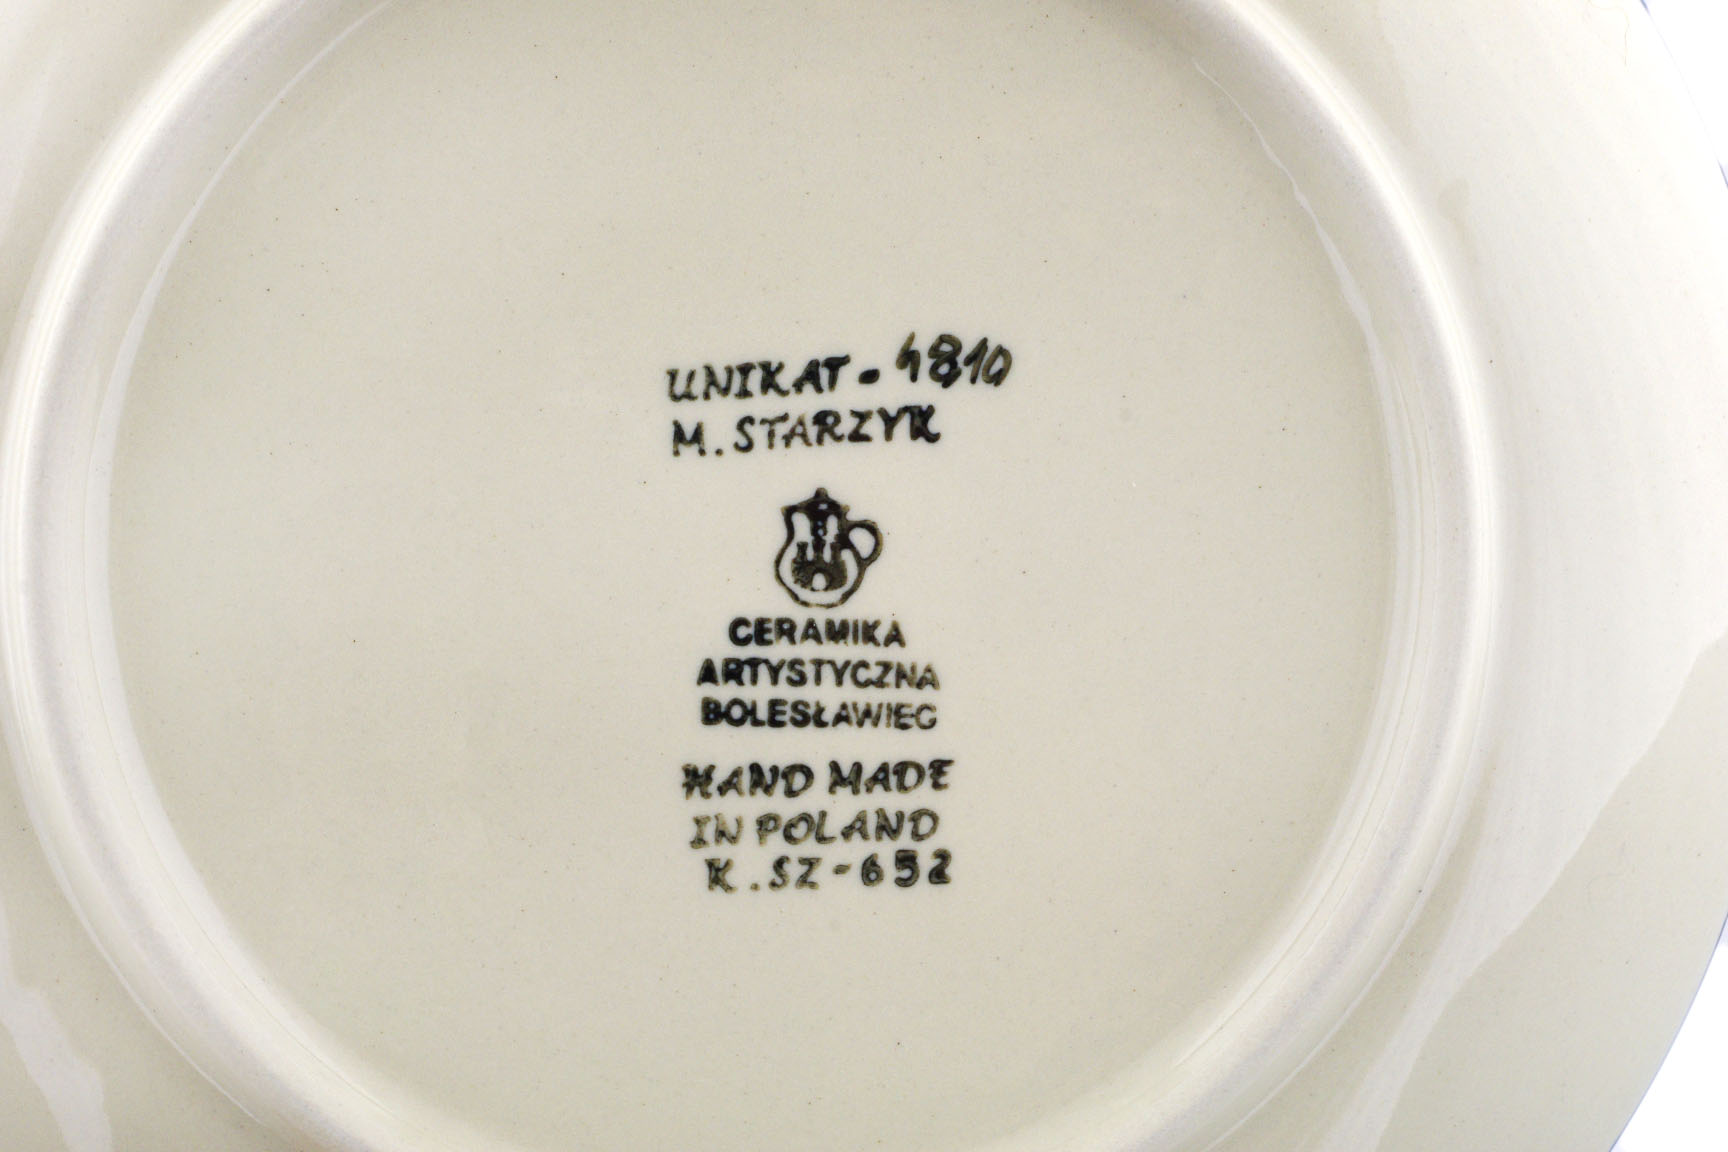 UNIKAT - 4810
M. STARZYK
CERAMIKA
ARTYSTYCZNA
BOLESŁAWIEC
HAND MADE
IN POLAND
K. SZ - 652